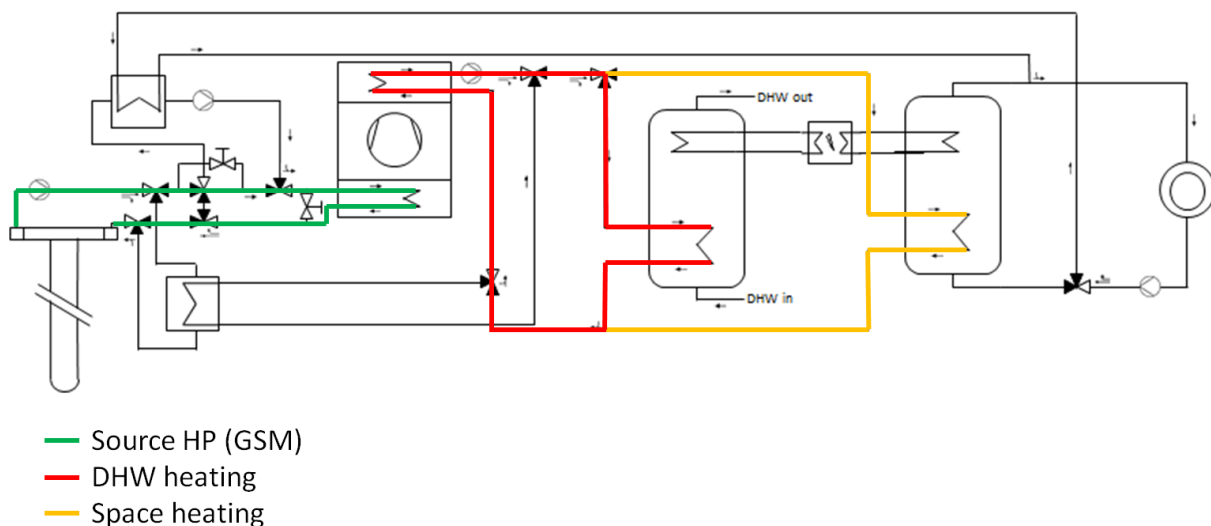 DHW out
DHW in
Source HP (GSM)
DHW heating
Space heating